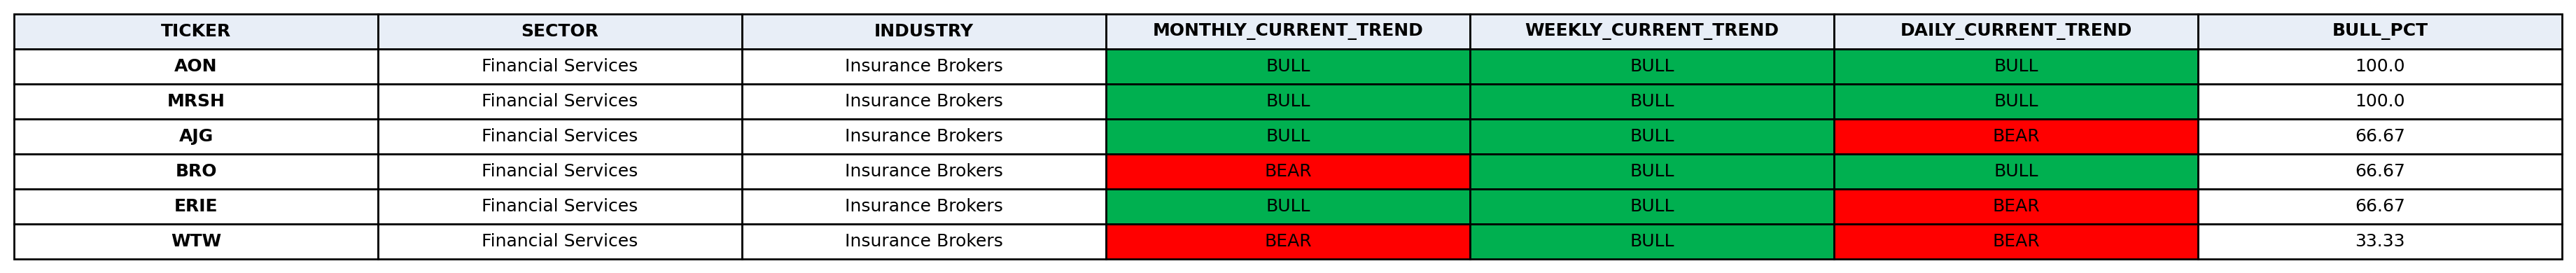 TICKER SECTOR INDUSTRY MONTHLY_CURRENT_TREND WEEKLY_CURRENT_TREND DAILY_CURRENT_TREND BULL_PCT
AON Financial Services Insurance Brokers BULL BULL BULL 100.0
MRSH Financial Services Insurance Brokers BULL BULL BULL 100.0
AJG Financial Services Insurance Brokers BULL BULL BEAR 66.67
BRO Financial Services Insurance Brokers BEAR BULL BULL 66.67
ERIE Financial Services Insurance Brokers BULL BULL BEAR 66.67
WTW Financial Services Insurance Brokers BEAR BULL BEAR 33.33